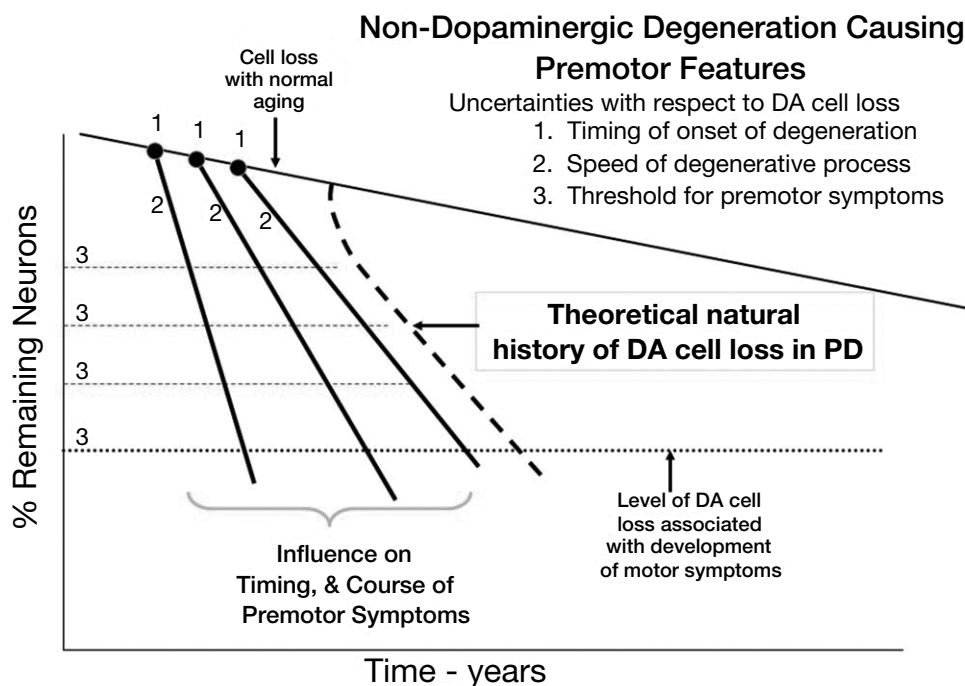 Non-Dopaminergic Degeneration Causing
Premotor Features
Uncertainties with respect to DA cell loss
1. Timing of onset of degeneration
2. Speed of degenerative process
3. Threshold for premotor symptoms
Cell loss
with normal
aging
1
1
1
2
2
2
3
3
3
3
% Remaining Neurons
Theoretical natural
history of DA cell loss in PD
Level of DA cell
loss associated
with development
of motor symptoms
Influence on
Timing, & Course of
Premotor Symptoms
Time - years